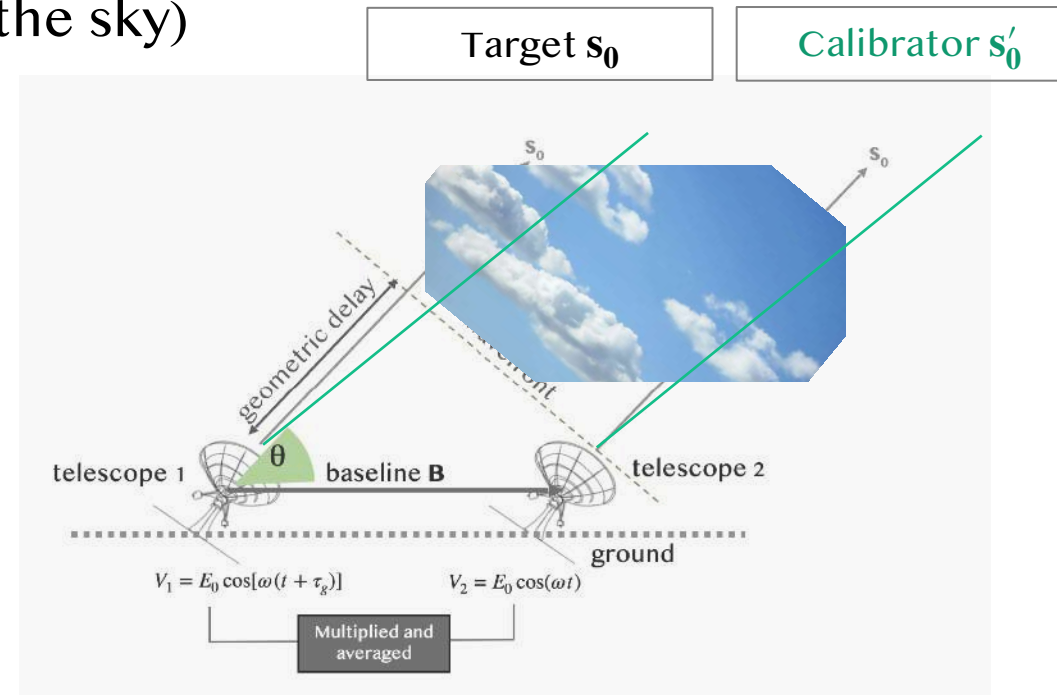 the sky)
Target s₀
Calibrator s₀′
s₀
s₀
geometric delay
θ
telescope 1
baseline B
telescope 2
ground
V₁ = E₀ cos[ω(t + τg)]
V₂ = E₀ cos(ωt)
Multiplied and
averaged